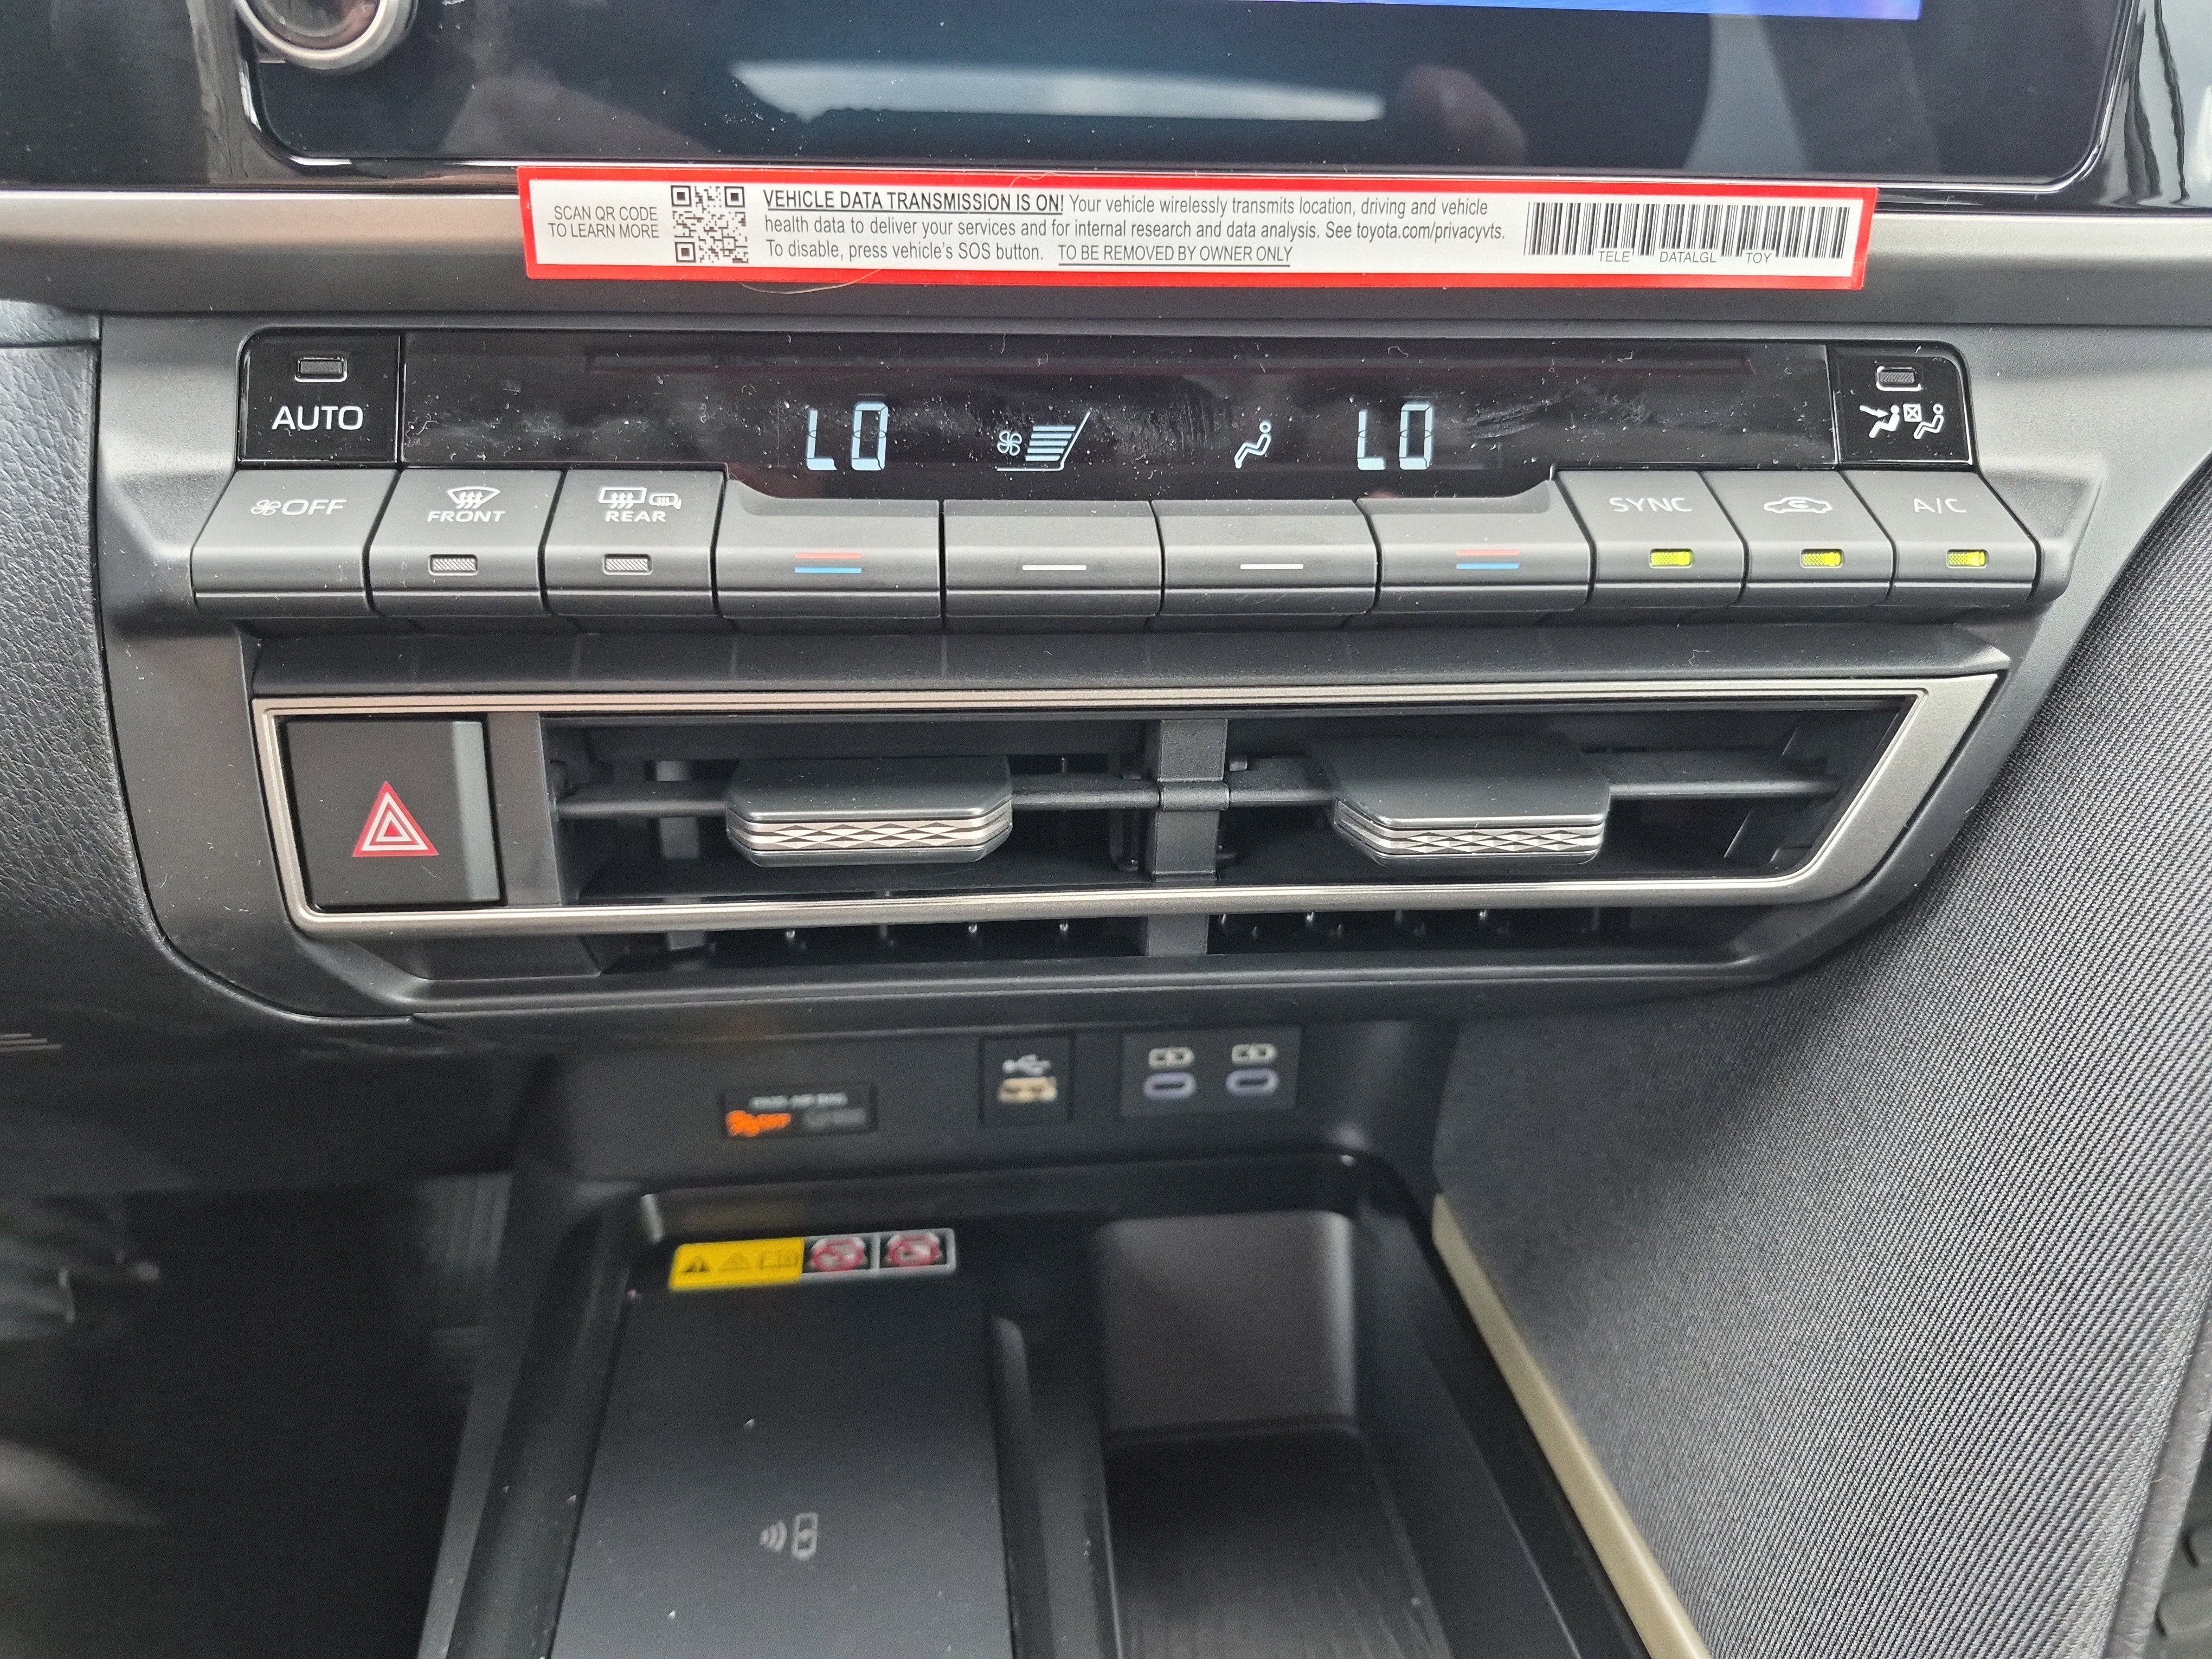 SCAN QR CODE
TO LEARN MORE
VEHICLE DATA TRANSMISSION IS ON! Your vehicle wirelessly transmits location, driving and vehicle
health data to deliver your services and for internal research and data analysis. See toyota.com/privacyvts.
To disable, press vehicle's SOS button. TO BE REMOVED BY OWNER ONLY
TELE DATALGL TOY
AUTO
LO
LO
OFF
FRONT
REAR
SYNC
A/C
OFF